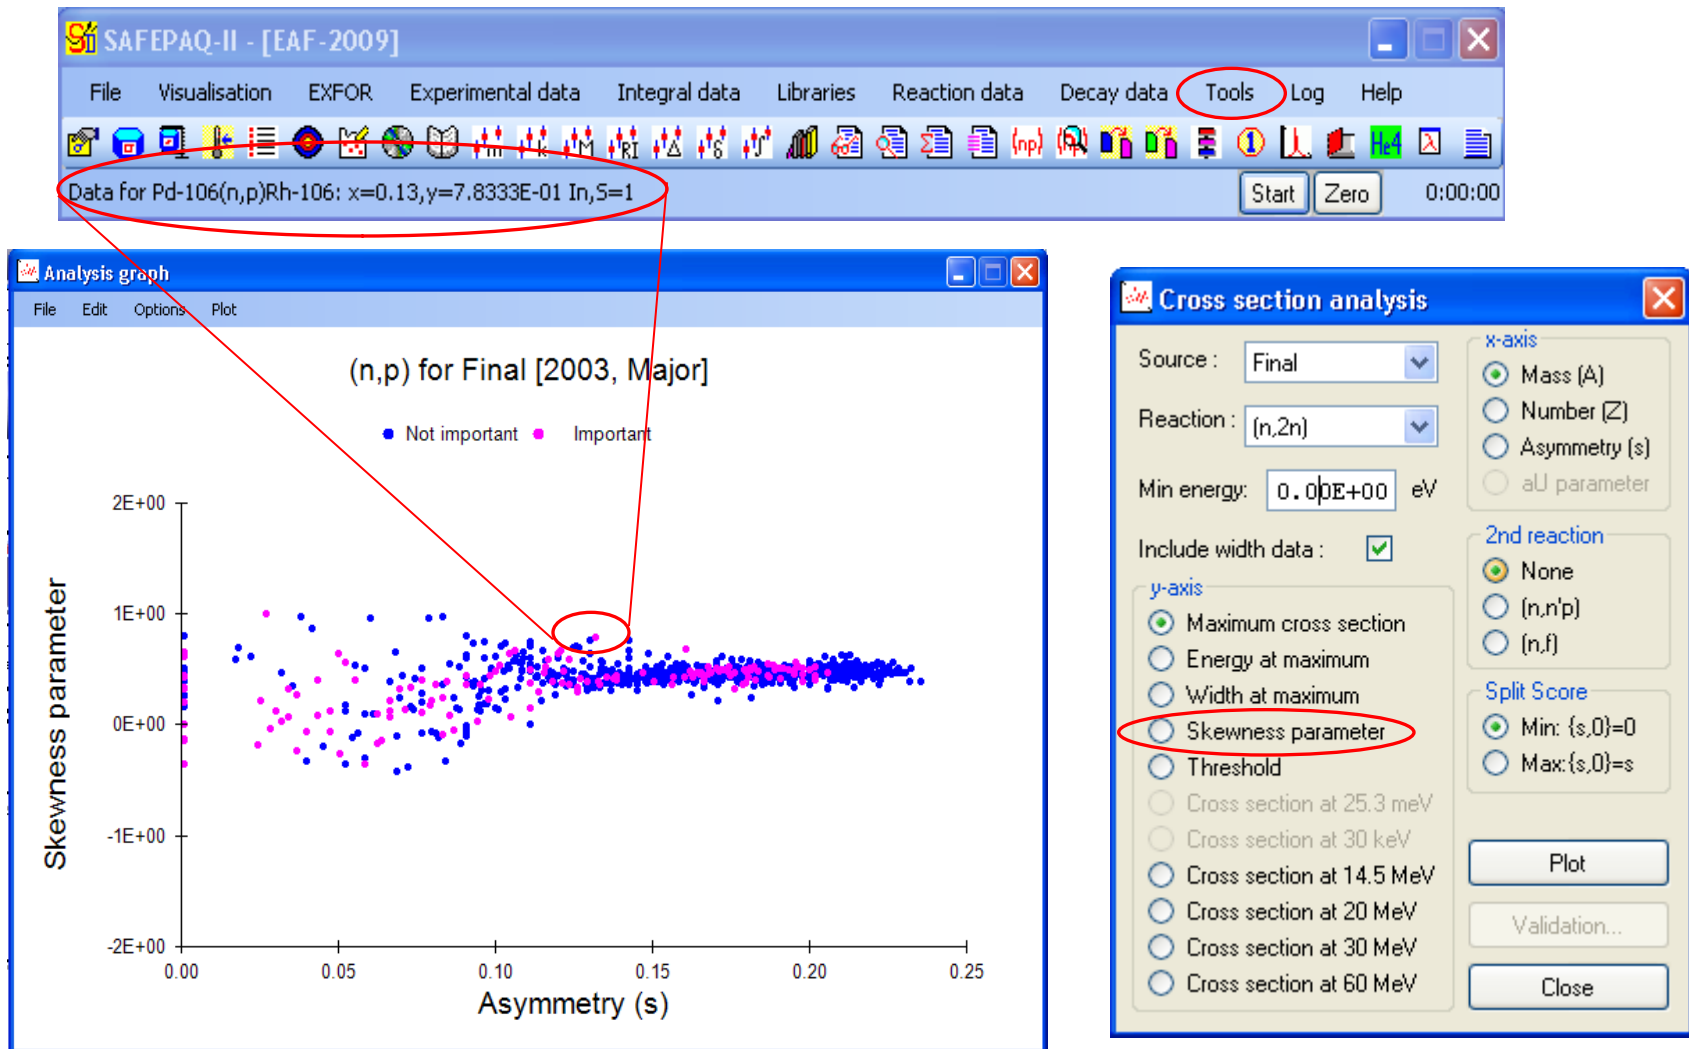 SAFEPAQ-II - [EAF-2009]
File Visualisation EXFOR Experimental data Integral data Libraries Reaction data Decay data Tools Log Help
Data for Pd-106(n,p)Rh-106: x=0.13,y=7.8333E-01 In,S=1 Start Zero 0:00:00
Analysis graph
File Edit Options Plot
(n,p) for Final [2003, Major]
Not important Important
2E+00
1E+00
0E+00
-1E+00
-2E+00
Skewness parameter
0.00 0.05 0.10 0.15 0.20 0.25
Asymmetry (s)
Cross section analysis
Source : Final
Reaction : (n,2n)
Min energy: 0.00E+00 eV
Include width data :
y-axis
Maximum cross section
Energy at maximum
Width at maximum
Skewness parameter
Threshold
Cross section at 25.3 meV
Cross section at 30 keV
Cross section at 14.5 MeV
Cross section at 20 MeV
Cross section at 30 MeV
Cross section at 60 MeV
x-axis
Mass (A)
Number (Z)
Asymmetry (s)
aU parameter
2nd reaction
None
(n,n'p)
(n,f)
Split Score
Min: {s,0}=0
Max:{s,0}=s
Plot
Validation...
Close